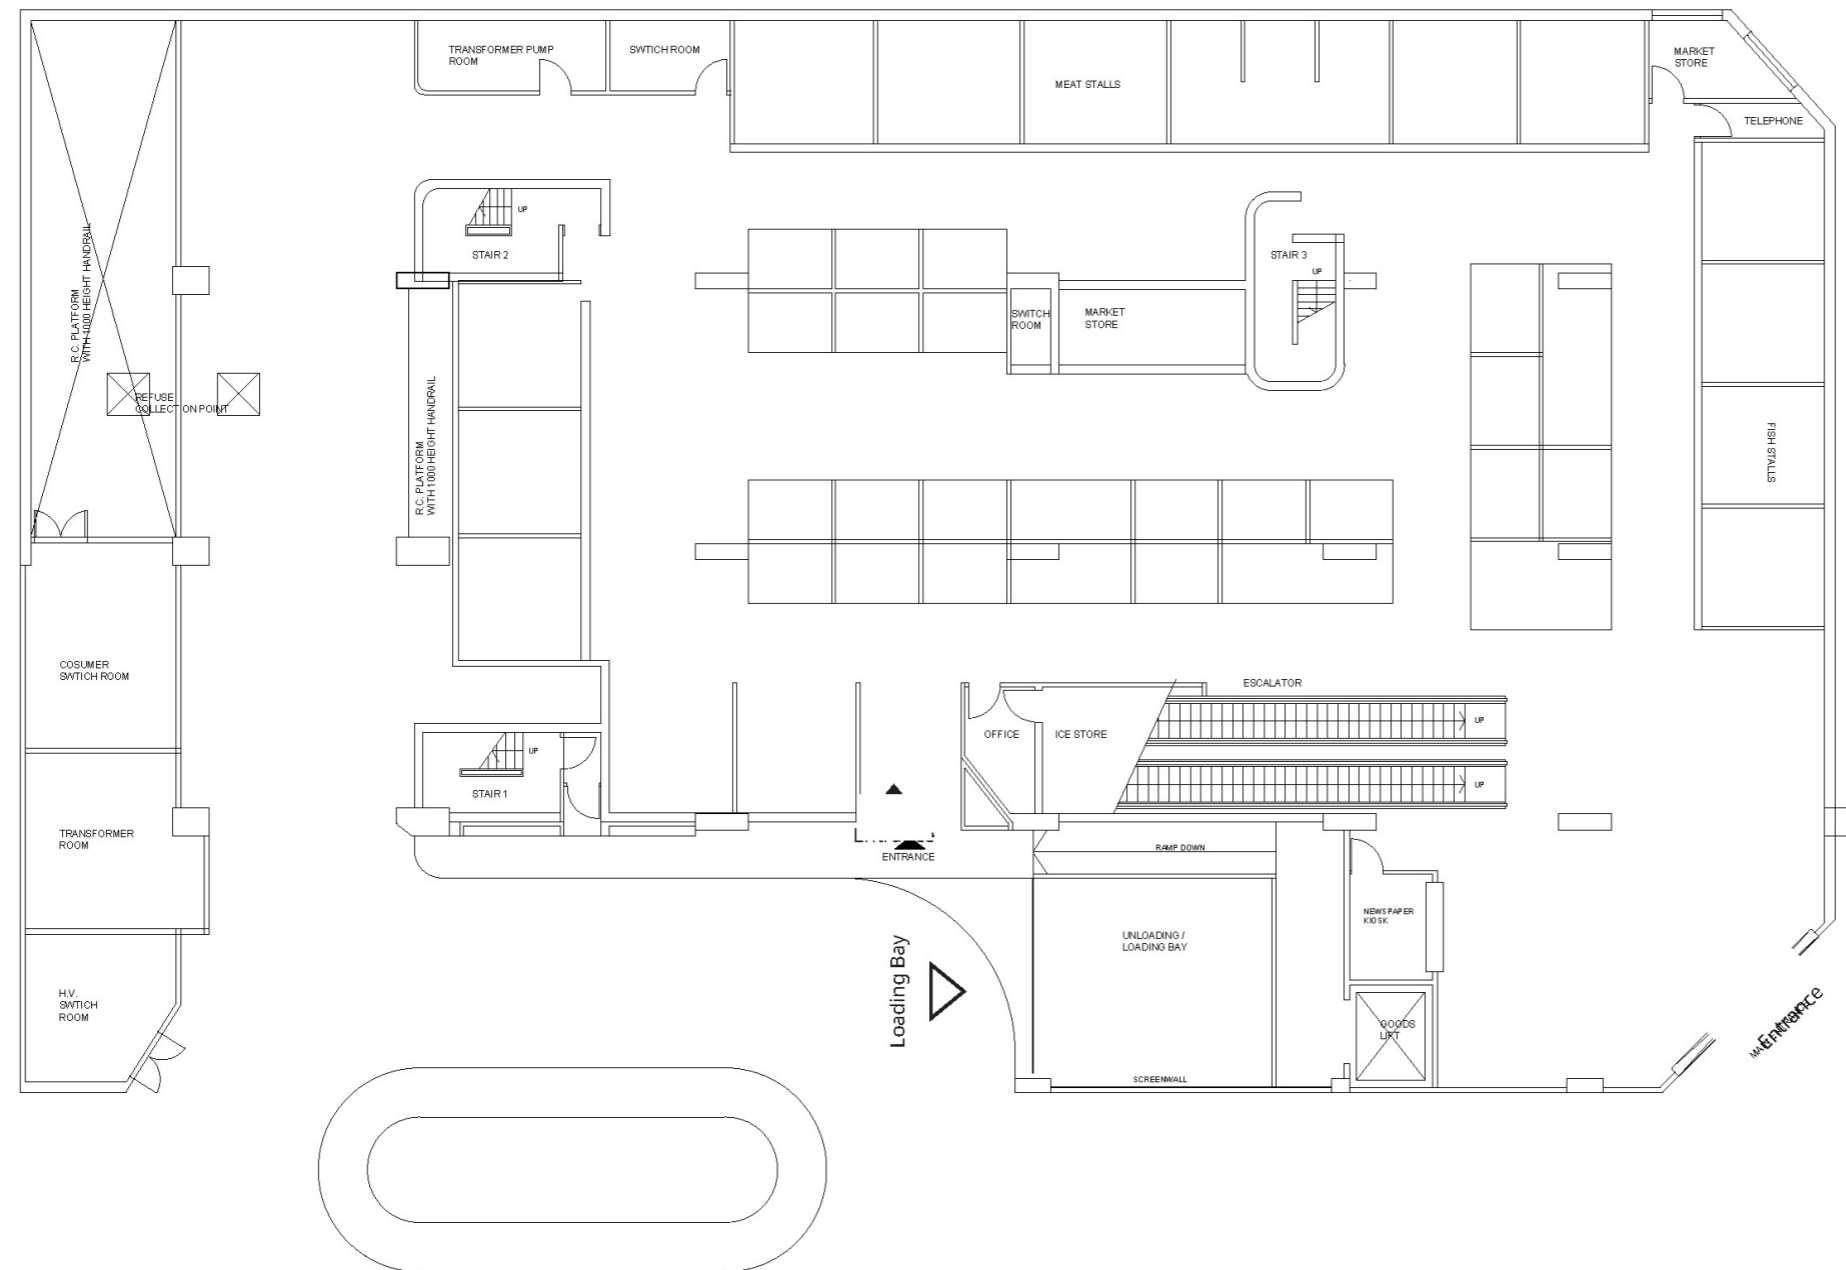 TRANSFORMER PUMP
ROOM
SWTICH ROOM
MEAT STALLS
MARKET
STORE
TELEPHONE
UP
STAIR 2
STAIR 3
UP
R.C. PLATFORM
WITH 1000 HEIGHT HANDRAIL
SWITCH
ROOM
MARKET
STORE
REFUSE
COLLECTION POINT
R.C. PLATFORM
WITH 1000 HEIGHT HANDRAIL
FISH STALLS
COSUMER
SWTICH ROOM
ESCALATOR
UP
OFFICE
ICE STORE
UP
STAIR 1
UP
TRANSFORMER
ROOM
ENTRANCE
RAMP DOWN
NEWSPAPER
KIOSK
UNLOADING /
LOADING BAY
Loading Bay
H.V.
SWTICH
ROOM
GOODS
LIFT
Entrance
SCREENWALL